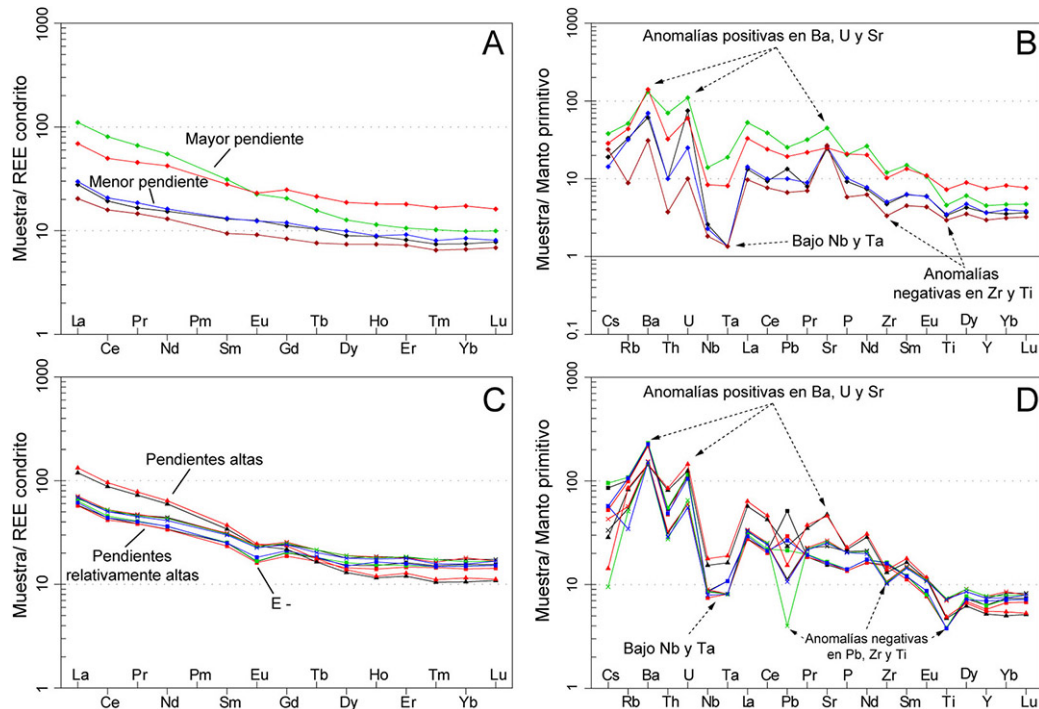 A
Muestra/ REE condrito
1000
100
10
1
Mayor pendiente
Menor pendiente
La Pr Pm Eu Tb Ho Tm Lu
Ce Nd Sm Gd Dy Er Yb
B
Muestra/ Manto primitivo
1000
100
10
1
0,1
Anomalías positivas en Ba, U y Sr
Bajo Nb y Ta
Anomalías
negativas en Zr y Ti
Cs Ba U Ta Ce Pr P Zr Eu Dy Yb
Rb Th Nb La Pb Sr Nd Sm Ti Y Lu
C
Muestra/ REE condrito
1000
100
10
1
Pendientes altas
Pendientes
relativamente altas
E -
La Pr Pm Eu Tb Ho Tm Lu
Ce Nd Sm Gd Dy Er Yb
D
Muestra/ Manto primitivo
1000
100
10
1
Anomalías positivas en Ba, U y Sr
Bajo Nb y Ta
Anomalías negativas
en Pb, Zr y Ti
Cs Ba U Ta Ce Pr P Zr Eu Dy Yb
Rb Th Nb La Pb Sr Nd Sm Ti Y Lu